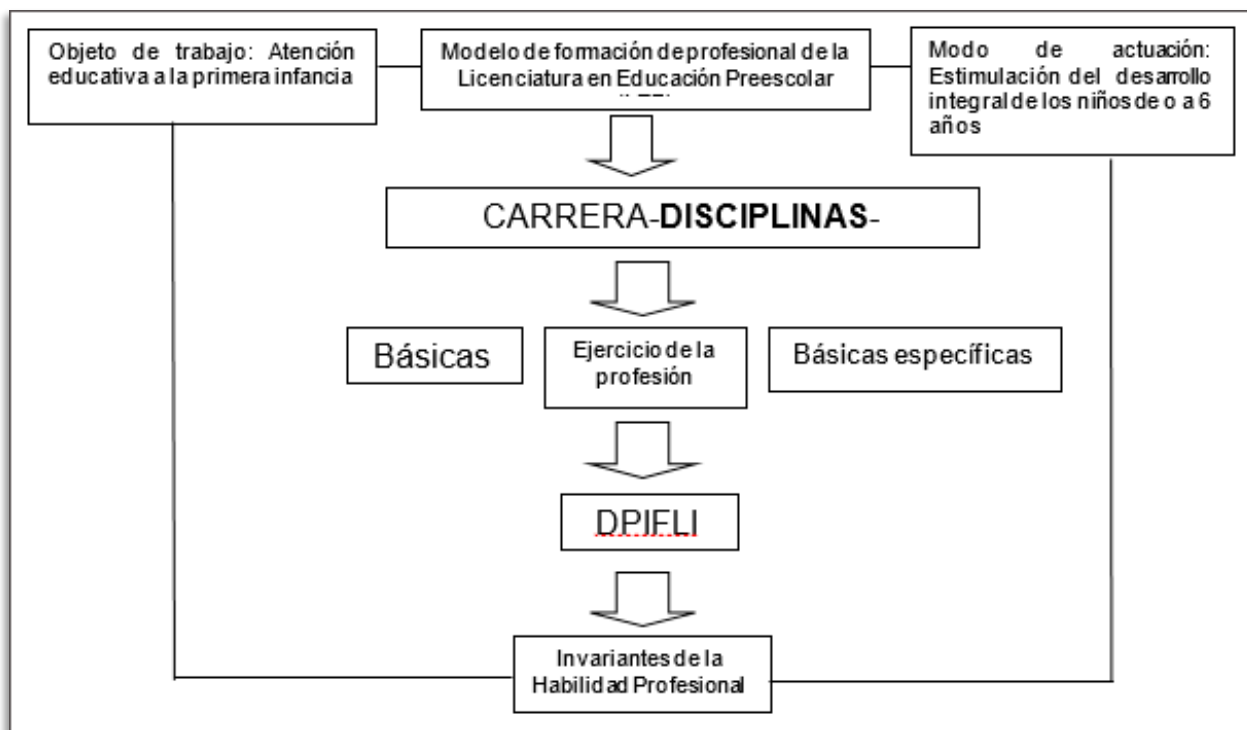 Objeto de trabajo: Atención
educativa a la primera infancia
Modelo de formación de profesional de la
Licenciatura en Educación Preescolar
Modo de actuación:
Estimulación del desarrollo
integral de los niños de o a 6
años
CARRERA-DISCIPLINAS-
Básicas
Ejercicio de la
profesión
Básicas específicas
DPIFLI
Invariantes de la
Habilidad Profesional